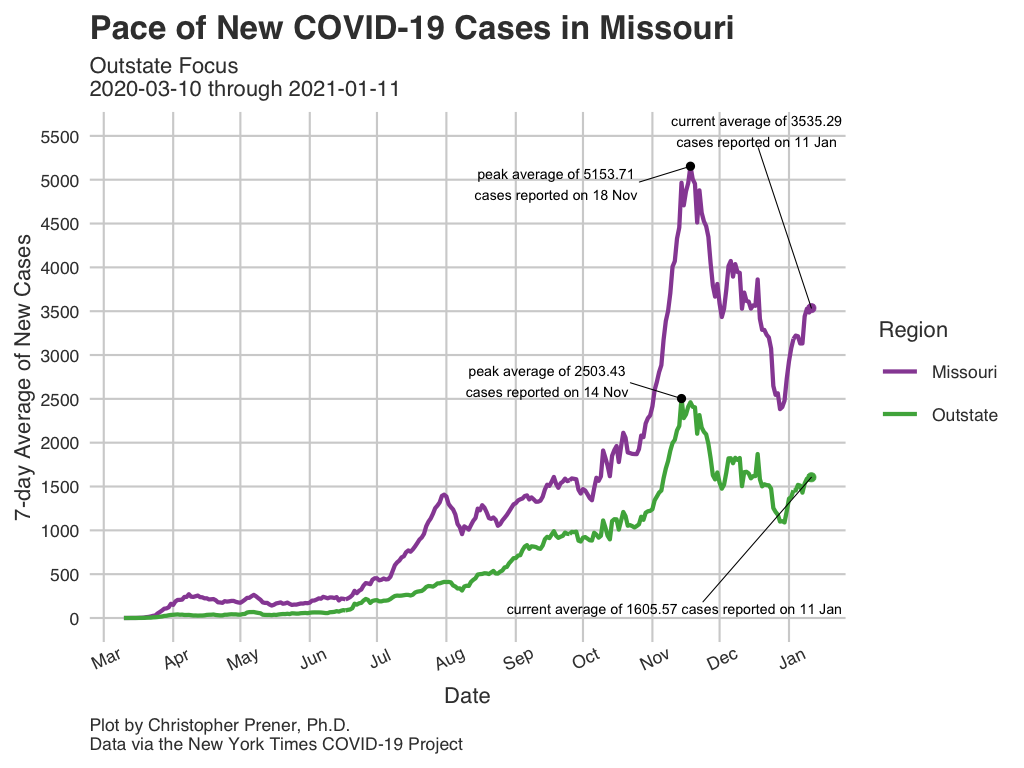 Pace of New COVID-19 Cases in Missouri
Outstate Focus
2020-03-10 through 2021-01-11
7-day Average of New Cases
5500
5000
4500
4000
3500
3000
2500
2000
1500
1000
500
0
current average of 3535.29
cases reported on 11 Jan
peak average of 5153.71
cases reported on 18 Nov
peak average of 2503.43
cases reported on 14 Nov
current average of 1605.57 cases reported on 11 Jan
Region
Missouri
Outstate
Mar Apr May Jun Jul Aug Sep Oct Nov Dec Jan
Date
Plot by Christopher Prener, Ph.D.
Data via the New York Times COVID-19 Project